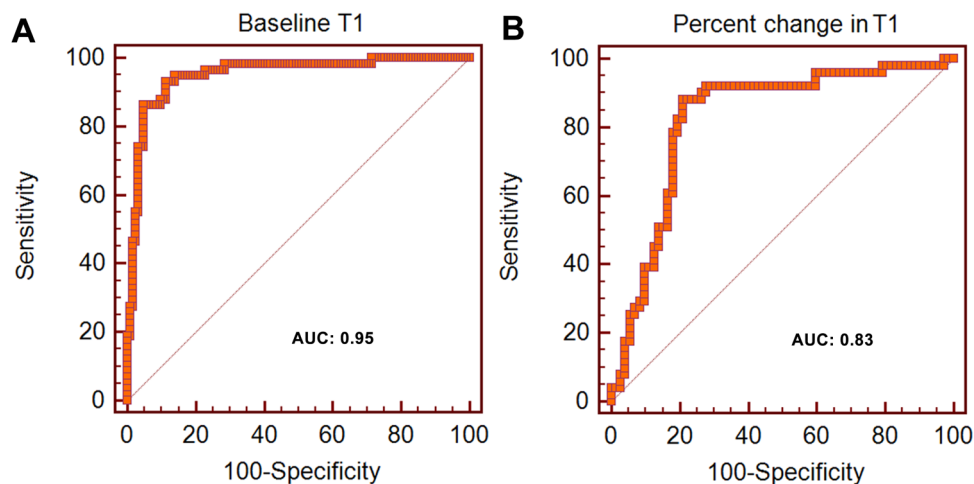 A
Baseline T1
100
80
60
40
20
0
Sensitivity
AUC: 0.95
0 20 40 60 80 100
100-Specificity
B
Percent change in T1
100
80
60
40
20
0
Sensitivity
AUC: 0.83
0 20 40 60 80 100
100-Specificity